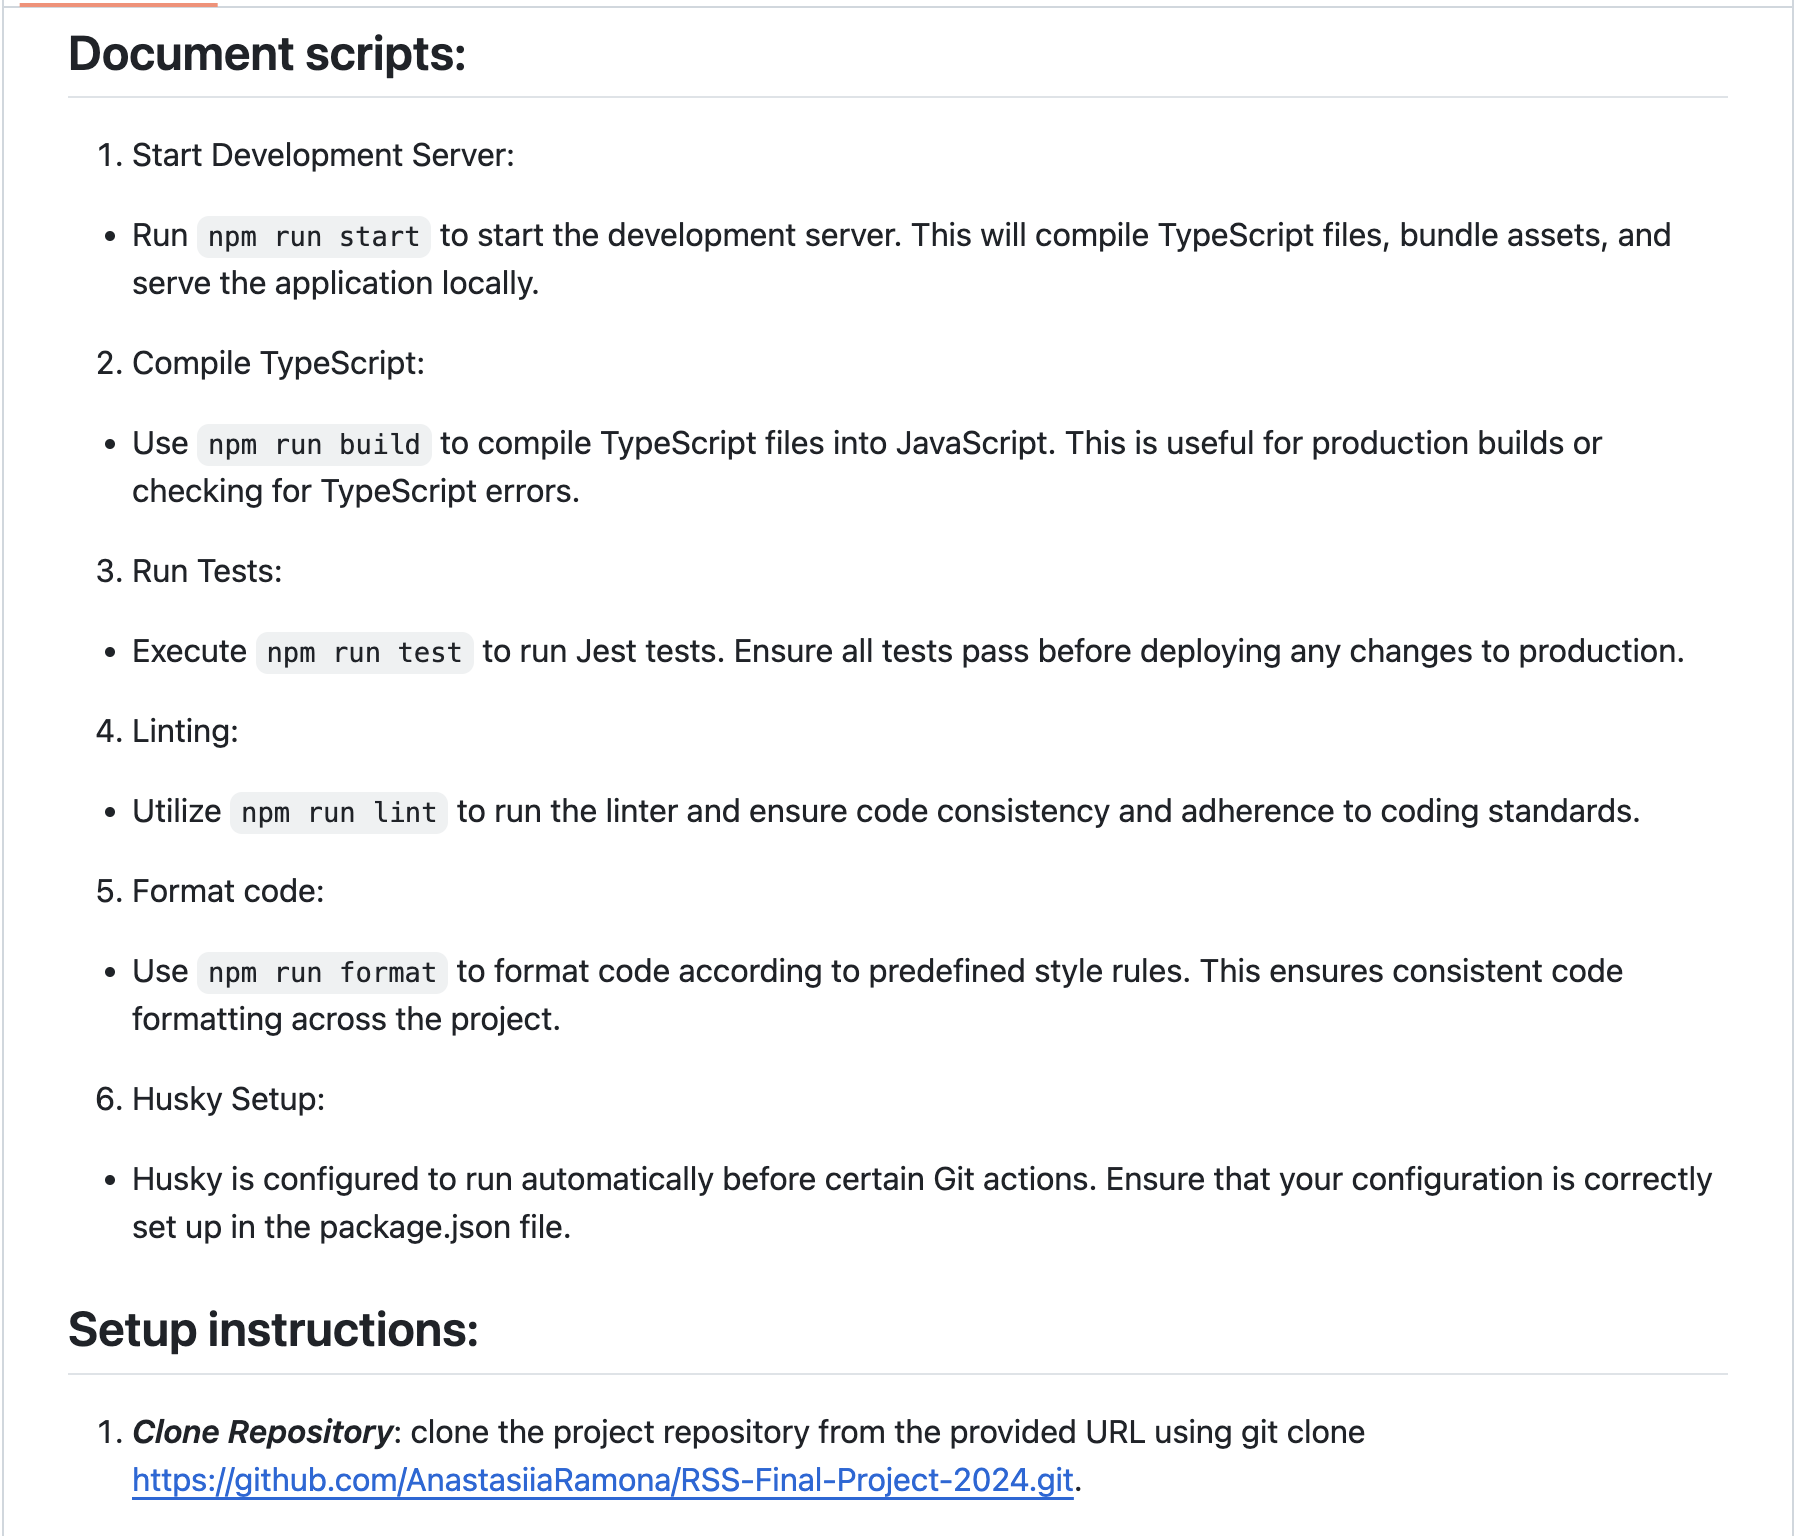 Document scripts:
1. Start Development Server:
• Run npm run start to start the development server. This will compile TypeScript files, bundle assets, and
serve the application locally.
2. Compile TypeScript:
• Use npm run build to compile TypeScript files into JavaScript. This is useful for production builds or
checking for TypeScript errors.
3. Run Tests:
• Execute npm run test to run Jest tests. Ensure all tests pass before deploying any changes to production.
4. Linting:
• Utilize npm run lint to run the linter and ensure code consistency and adherence to coding standards.
5. Format code:
• Use npm run format to format code according to predefined style rules. This ensures consistent code
formatting across the project.
6. Husky Setup:
• Husky is configured to run automatically before certain Git actions. Ensure that your configuration is correctly
set up in the package.json file.
Setup instructions:
1. Clone Repository: clone the project repository from the provided URL using git clone
https://github.com/AnastasiiaRamona/RSS-Final-Project-2024.git.